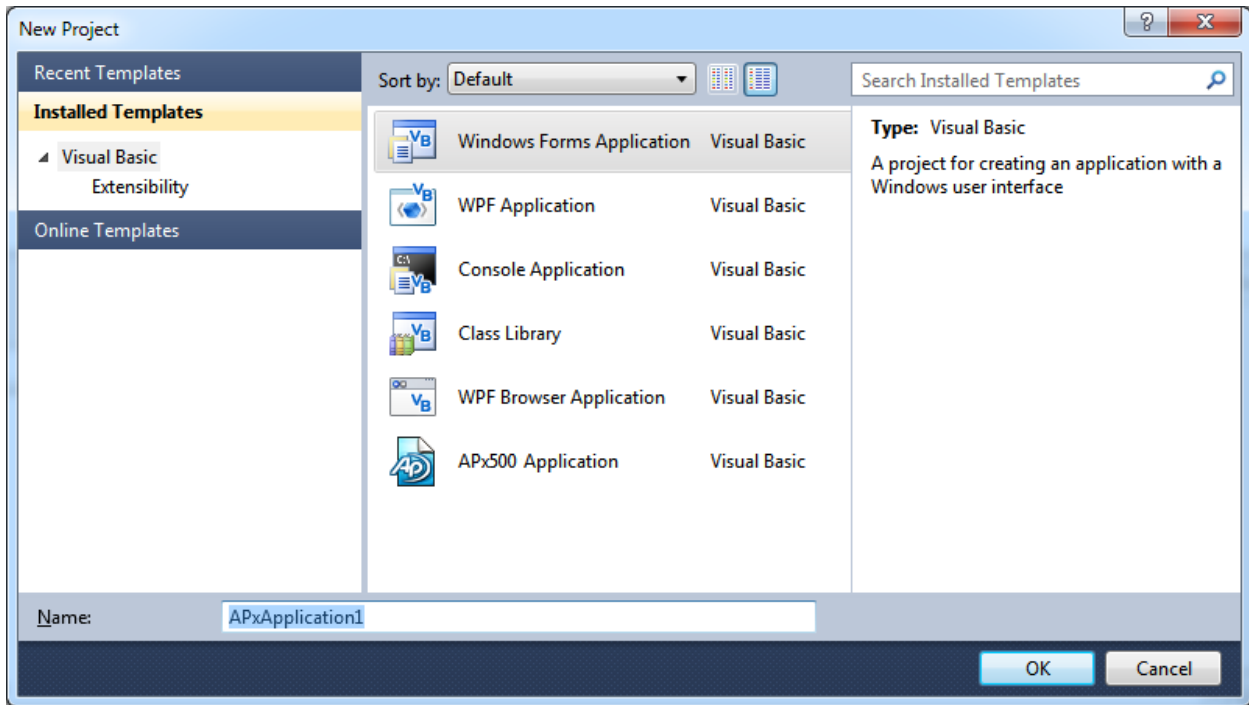 New Project
Recent Templates
Installed Templates
Visual Basic
Extensibility
Online Templates
Sort by: Default
Windows Forms Application Visual Basic
WPF Application Visual Basic
Console Application Visual Basic
Class Library Visual Basic
WPF Browser Application Visual Basic
APx500 Application Visual Basic
Search Installed Templates
Type: Visual Basic
A project for creating an application with a
Windows user interface
Name: APxApplication1
OK Cancel